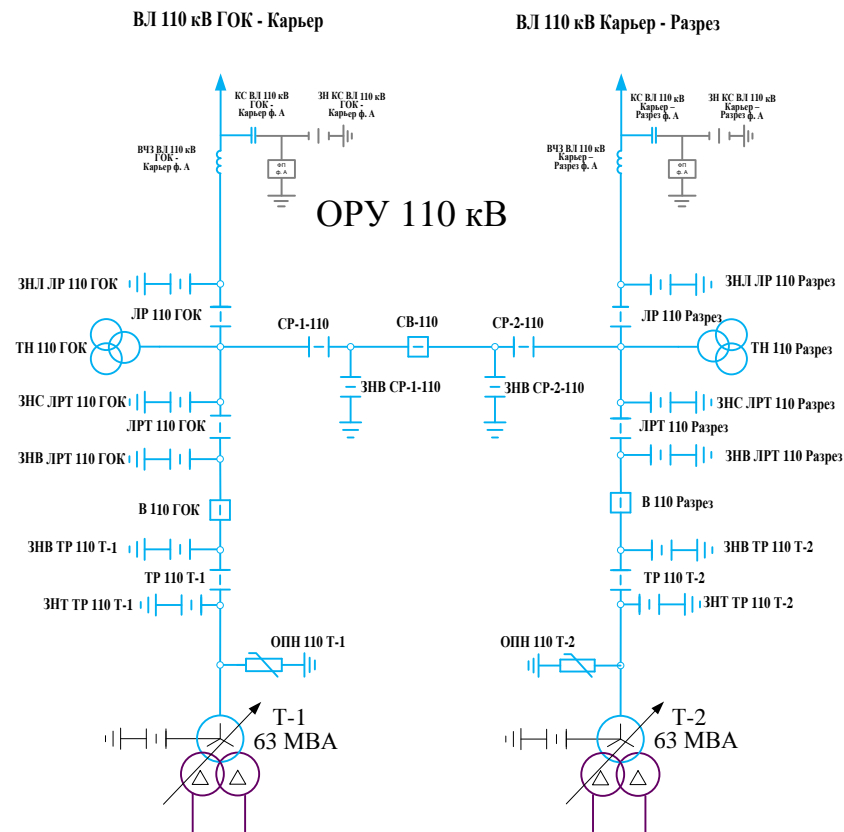 ВЛ 110 кВ ГОК - Карьер
ВЛ 110 кВ Карьер - Разрез
КС ВЛ 110 кВ
ГОК -
Карьер ф. А
ЗН КС ВЛ 110 кВ
ГОК -
Карьер ф. А
КС ВЛ 110 кВ
Карьер –
Разрез ф. А
ЗН КС ВЛ 110 кВ
Карьер –
Разрез ф. А
ВЧЗ ВЛ 110 кВ
ГОК -
Карьер ф. А
ФП
ф. А
ВЧЗ ВЛ 110 кВ
Карьер –
Разрез ф. А
ФП
ф. А
ОРУ 110 кВ
ЗНЛ ЛР 110 ГОК
ЗНЛ ЛР 110 Разрез
ЛР 110 ГОК
СР-1-110
СВ-110
СР-2-110
ЛР 110 Разрез
ТН 110 ГОК
ТН 110 Разрез
ЗНВ СР-1-110
ЗНВ СР-2-110
ЗНС ЛРТ 110 ГОК
ЗНС ЛРТ 110 Разрез
ЛРТ 110 ГОК
ЛРТ 110 Разрез
ЗНВ ЛРТ 110 ГОК
ЗНВ ЛРТ 110 Разрез
В 110 ГОК
В 110 Разрез
ЗНВ ТР 110 Т-1
ЗНВ ТР 110 Т-2
ТР 110 Т-1
ТР 110 Т-2
ЗНТ ТР 110 Т-1
ЗНТ ТР 110 Т-2
ОПН 110 Т-1
ОПН 110 Т-2
Т-1
63 МВА
Т-2
63 МВА